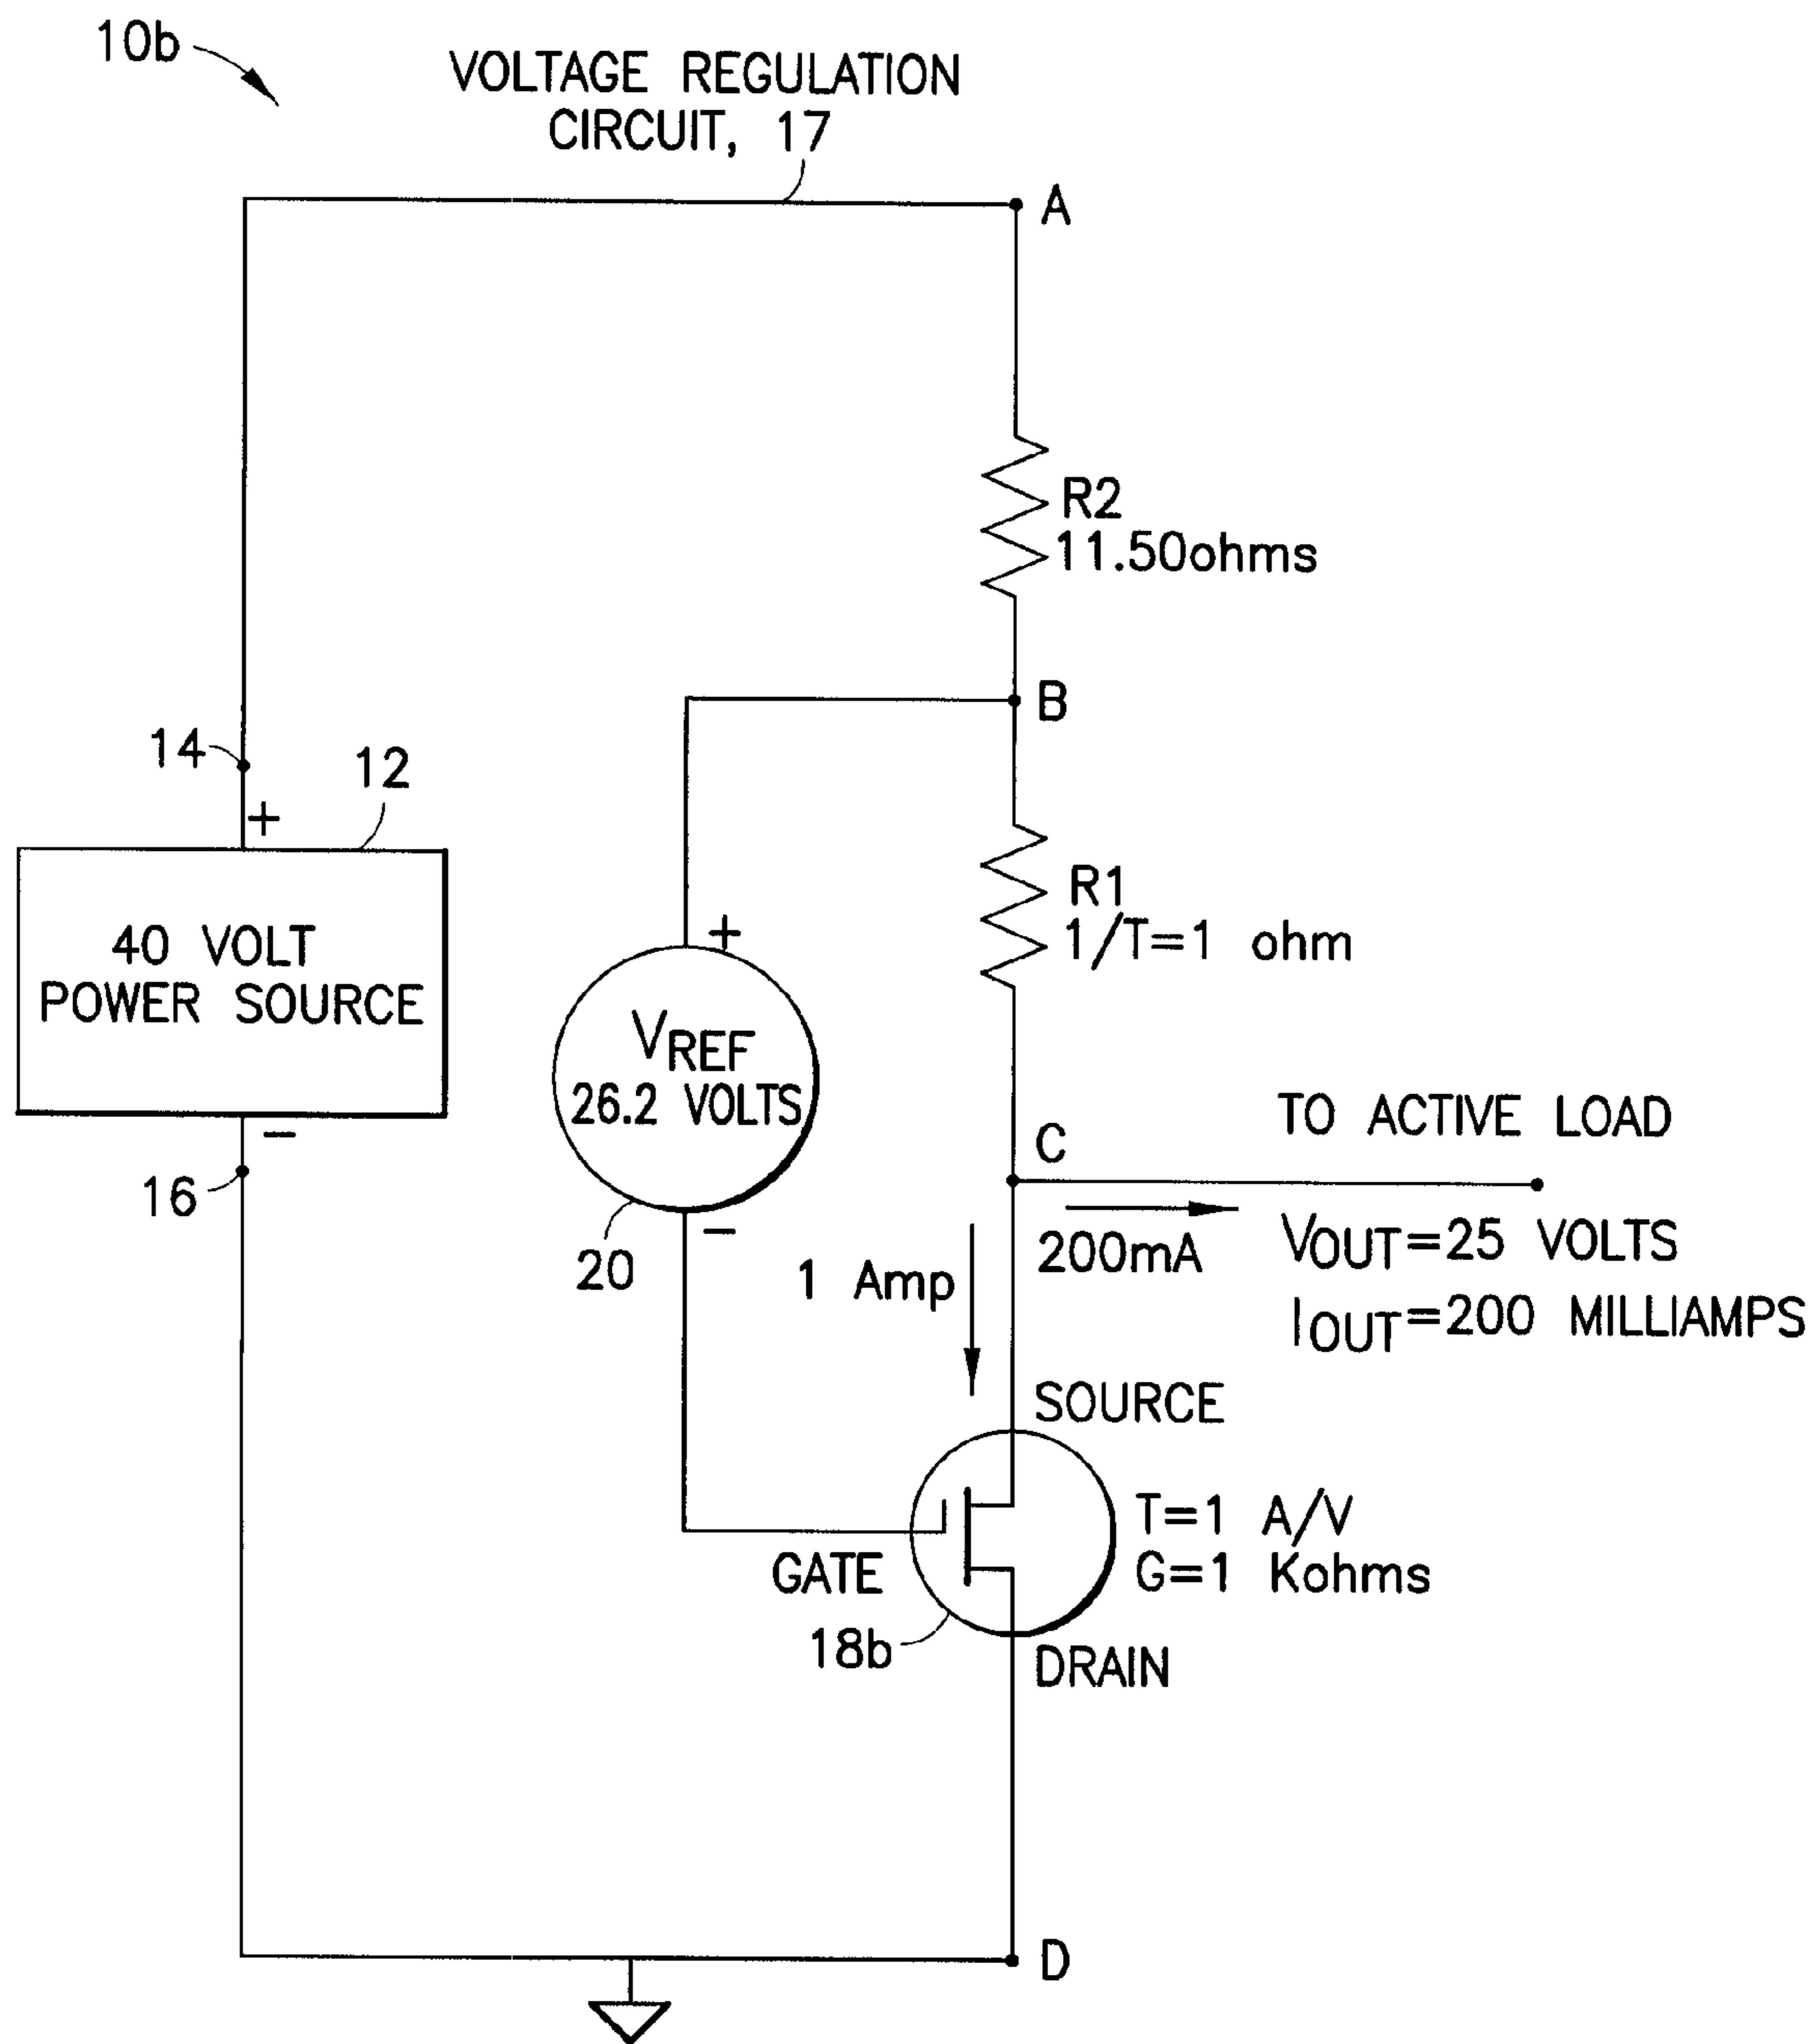 10b
VOLTAGE REGULATION
CIRCUIT, 17
A
R2
11.50ohms
B
14
12
+
40 VOLT
POWER SOURCE
−
16
+
VREF
26.2 VOLTS
−
20
R1
1/T=1 ohm
C
TO ACTIVE LOAD
200mA
VOUT=25 VOLTS
IOUT=200 MILLIAMPS
1 Amp
SOURCE
T=1 A/V
G=1 Kohms
GATE
18b
DRAIN
D